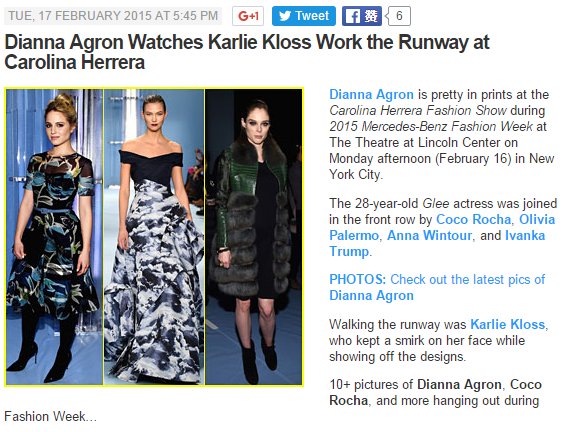 TUE, 17 FEBRUARY 2015 AT 5:45 PM G+1 Tweet f 赞 6
Dianna Agron Watches Karlie Kloss Work the Runway at
Carolina Herrera
Dianna Agron is pretty in prints at the
Carolina Herrera Fashion Show during
2015 Mercedes-Benz Fashion Week at
The Theatre at Lincoln Center on
Monday afternoon (February 16) in New
York City.
The 28-year-old Glee actress was joined
in the front row by Coco Rocha, Olivia
Palermo, Anna Wintour, and Ivanka
Trump.
PHOTOS: Check out the latest pics of
Dianna Agron
Walking the runway was Karlie Kloss,
who kept a smirk on her face while
showing off the designs.
10+ pictures of Dianna Agron, Coco
Rocha, and more hanging out during
Fashion Week…